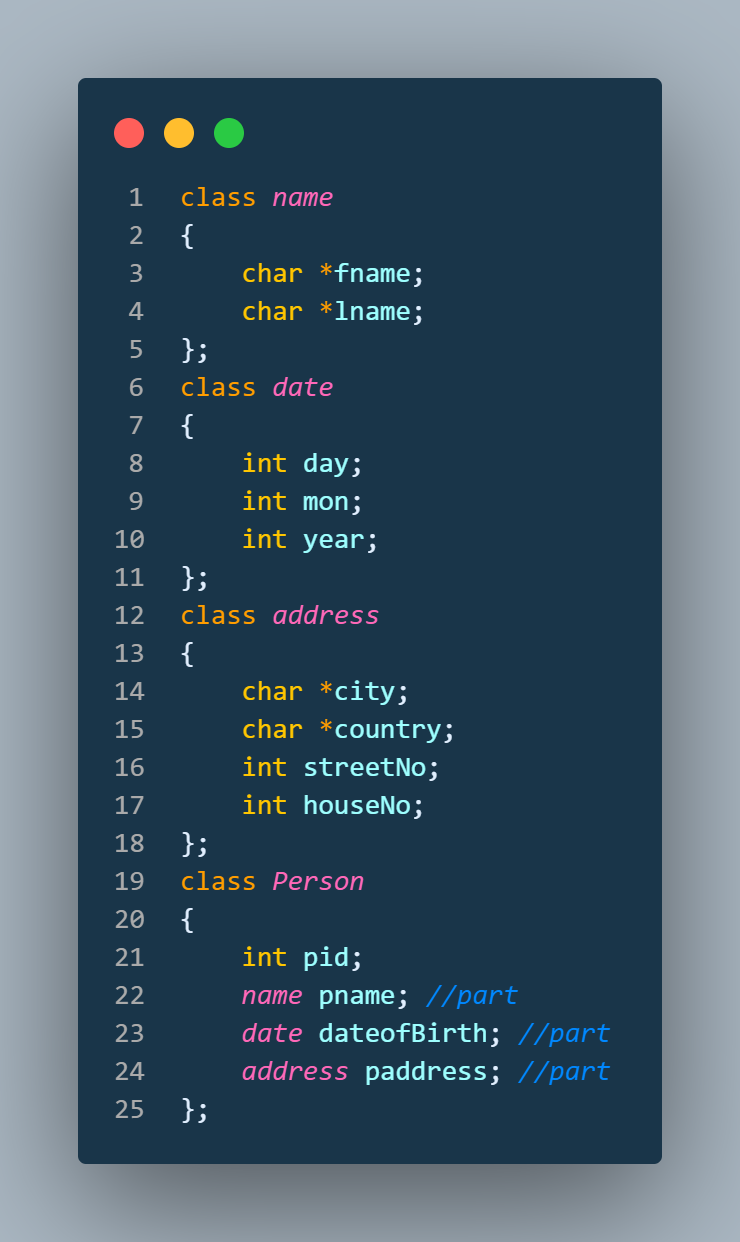 1 class name
2 {
3     char *fname;
4     char *lname;
5 };
6 class date
7 {
8     int day;
9     int mon;
10     int year;
11 };
12 class address
13 {
14     char *city;
15     char *country;
16     int streetNo;
17     int houseNo;
18 };
19 class Person
20 {
21     int pid;
22     name pname; //part
23     date dateofBirth; //part
24     address paddress; //part
25 };